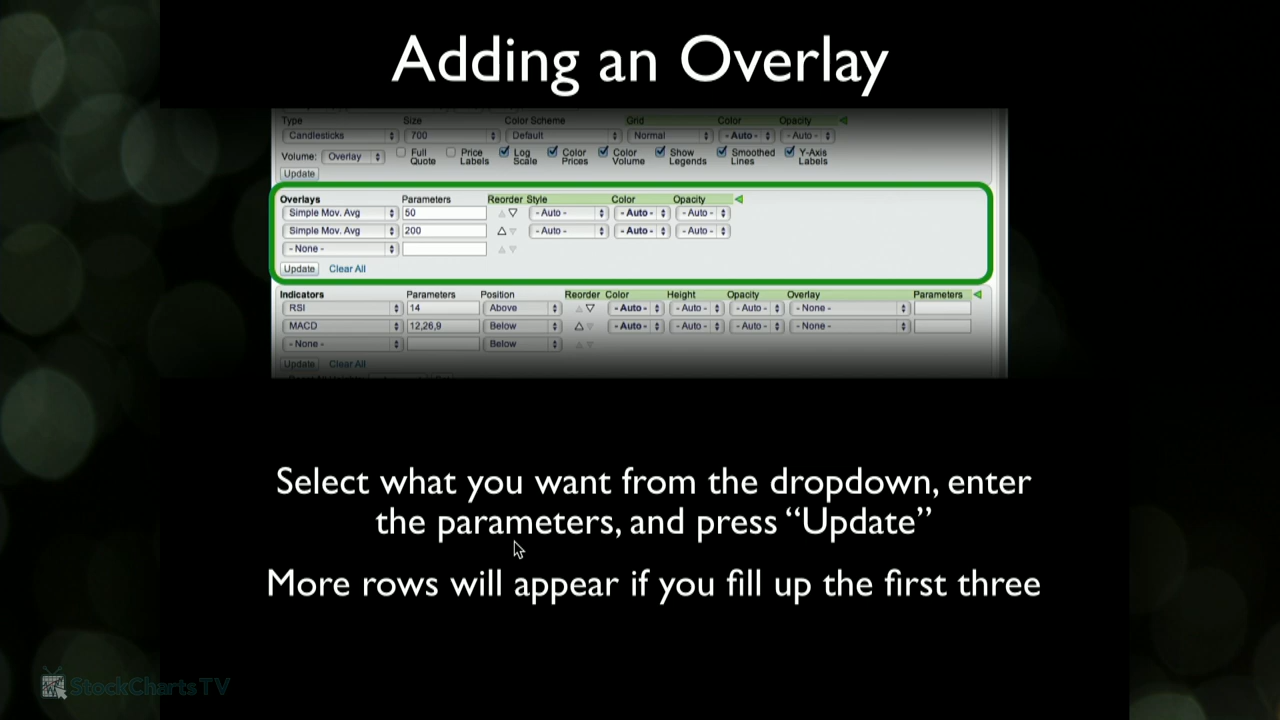 Adding an Overlay
Type Size Color Scheme Grid Color Opacity
Candlesticks 700 Default Normal - Auto - - Auto -
Volume: Overlay Full Quote Price Labels Log Scale Color Prices Color Volume Show Legends Smoothed Lines Y-Axis Labels
Update
Overlays Parameters Reorder Style Color Opacity
Simple Mov. Avg 50 - Auto - - Auto - - Auto -
Simple Mov. Avg 200 - Auto - - Auto - - Auto -
- None -
Update Clear All
Indicators Parameters Position Reorder Color Height Opacity Overlay Parameters
RSI 14 Above - Auto - - Auto - - Auto - - None -
MACD 12,26,9 Below - Auto - - Auto - - Auto - - None -
- None - Below
Update Clear All
Select what you want from the dropdown, enter
the parameters, and press “Update”
More rows will appear if you fill up the first three
StockChartsTV